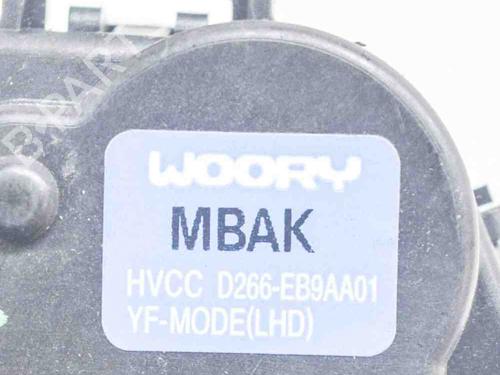 WOORY
MBAK
HVCC D266-EB9AA01
YF-MODE(LHD)